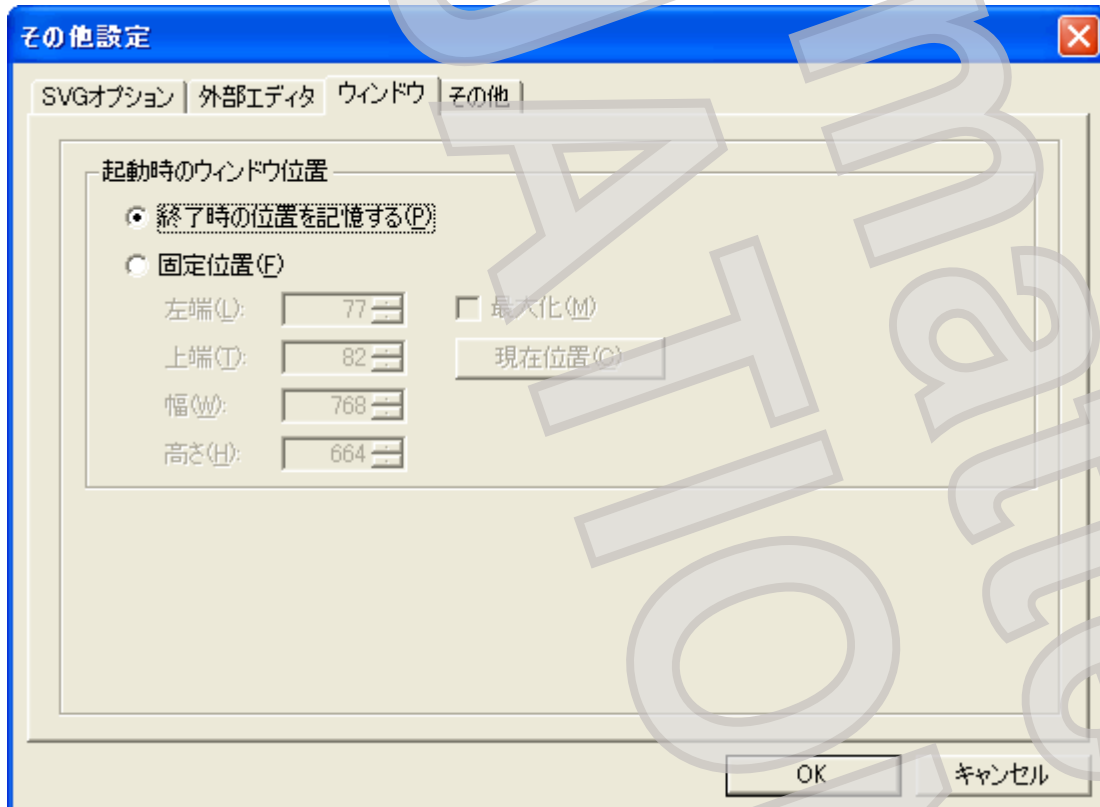 その他設定
SVGオプション 外部エディタ ウィンドウ その他
起動時のウィンドウ位置
終了時の位置を記憶する(P)
固定位置(F)
左端(L): 77 最大化(M)
上端(T): 82 現在位置(C)
幅(W): 768
高さ(H): 664
OK キャンセル